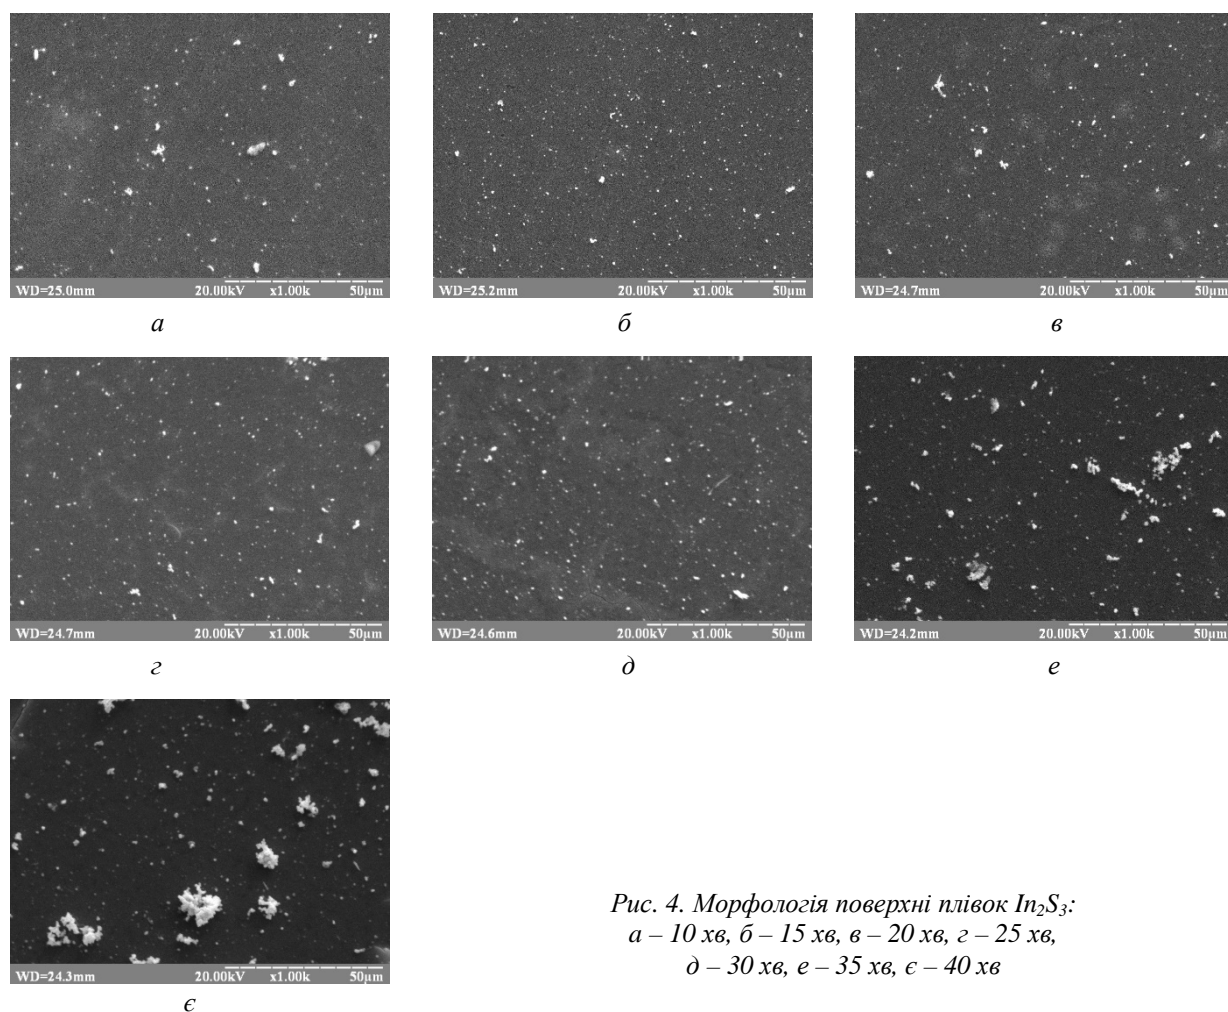 WD=25.0mm 20.00kV x1.00k 50µm
WD=25.2mm 20.00kV x1.00k 50µm
WD=24.7mm 20.00kV x1.00k 50µm
а
б
в
WD=24.7mm 20.00kV x1.00k 50µm
WD=24.6mm 20.00kV x1.00k 50µm
WD=24.2mm 20.00kV x1.00k 50µm
г
д
е
WD=24.3mm 20.00kV x1.00k 50µm
є
Рис. 4. Морфологія поверхні плівок In₂S₃:
а – 10 хв, б – 15 хв, в – 20 хв, г – 25 хв,
д – 30 хв, е – 35 хв, є – 40 хв